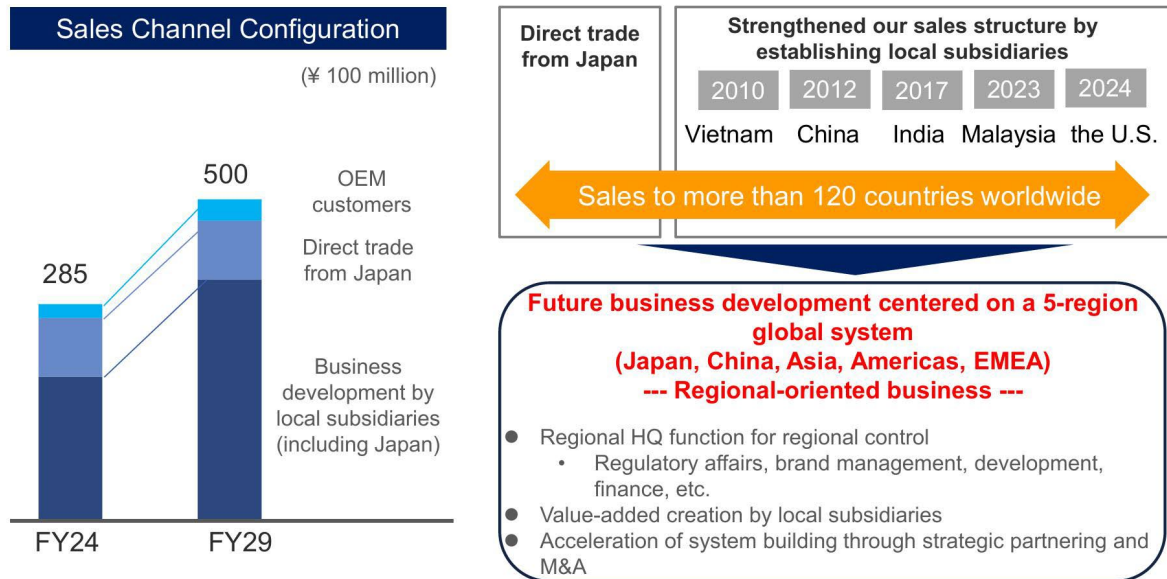 Sales Channel Configuration
(¥ 100 million)
500
285
OEM
customers
Direct trade
from Japan
Business
development by
local subsidiaries
(including Japan)
FY24
FY29
Direct trade
from Japan
Strengthened our sales structure by
establishing local subsidiaries
2010 2012 2017 2023 2024
Vietnam China India Malaysia the U.S.
Sales to more than 120 countries worldwide
Future business development centered on a 5-region
global system
(Japan, China, Asia, Americas, EMEA)
--- Regional-oriented business ---
● Regional HQ function for regional control
• Regulatory affairs, brand management, development,
finance, etc.
● Value-added creation by local subsidiaries
● Acceleration of system building through strategic partnering and
M&A